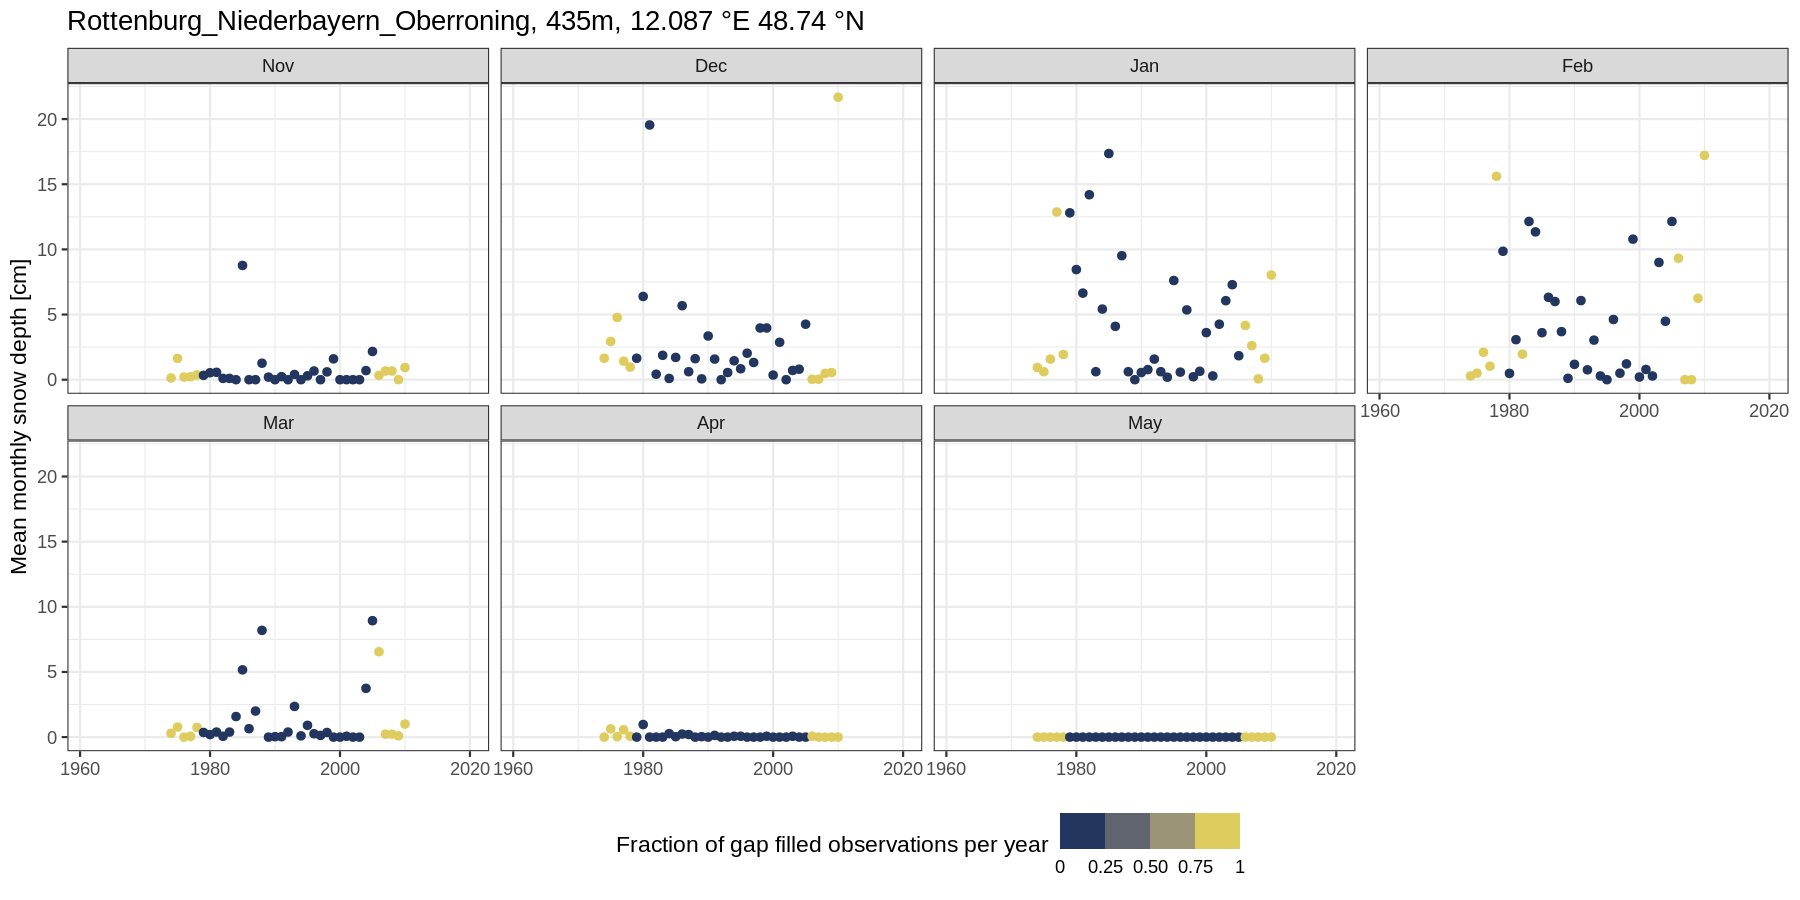 Rottenburg_Niederbayern_Oberroning, 435m, 12.087 °E 48.74 °N
Nov Dec Jan Feb
20
15
10
5
0
1960 1980 2000 2020
Mean monthly snow depth [cm]
Mar Apr May
20
15
10
5
0
1960 1980 2000 2020 1960 1980 2000 2020 1960 1980 2000 2020
Fraction of gap filled observations per year
0 0.25 0.50 0.75 1